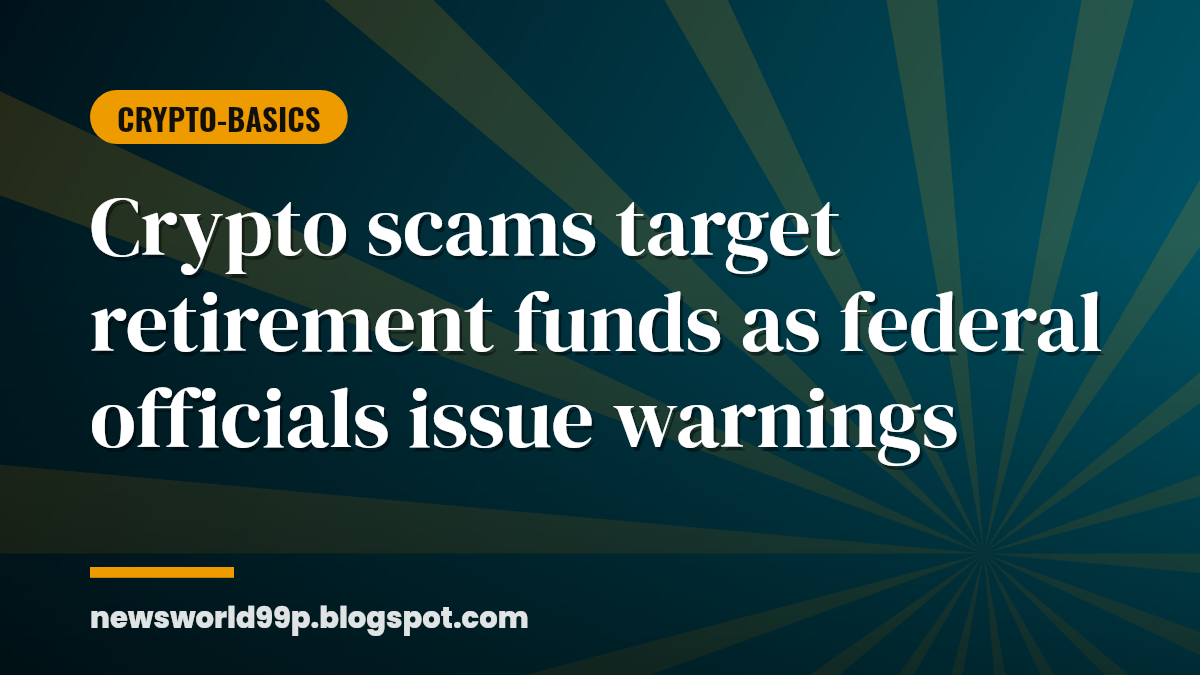 CRYPTO-BASICS
Crypto scams target
retirement funds as federal
officials issue warnings
newsworld99p.blogspot.com